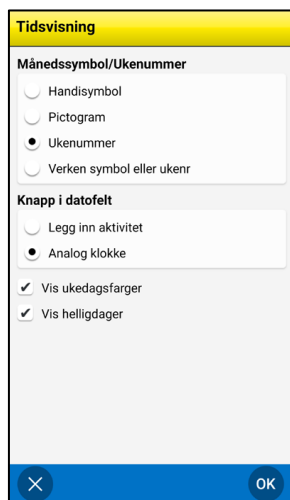 Tidsvisning
Månedssymbol/Ukenummer
Handisymbol
Pictogram
Ukenummer
Verken symbol eller ukenr
Knapp i datofelt
Legg inn aktivitet
Analog klokke
Vis ukedagsfarger
Vis helligdager
OK